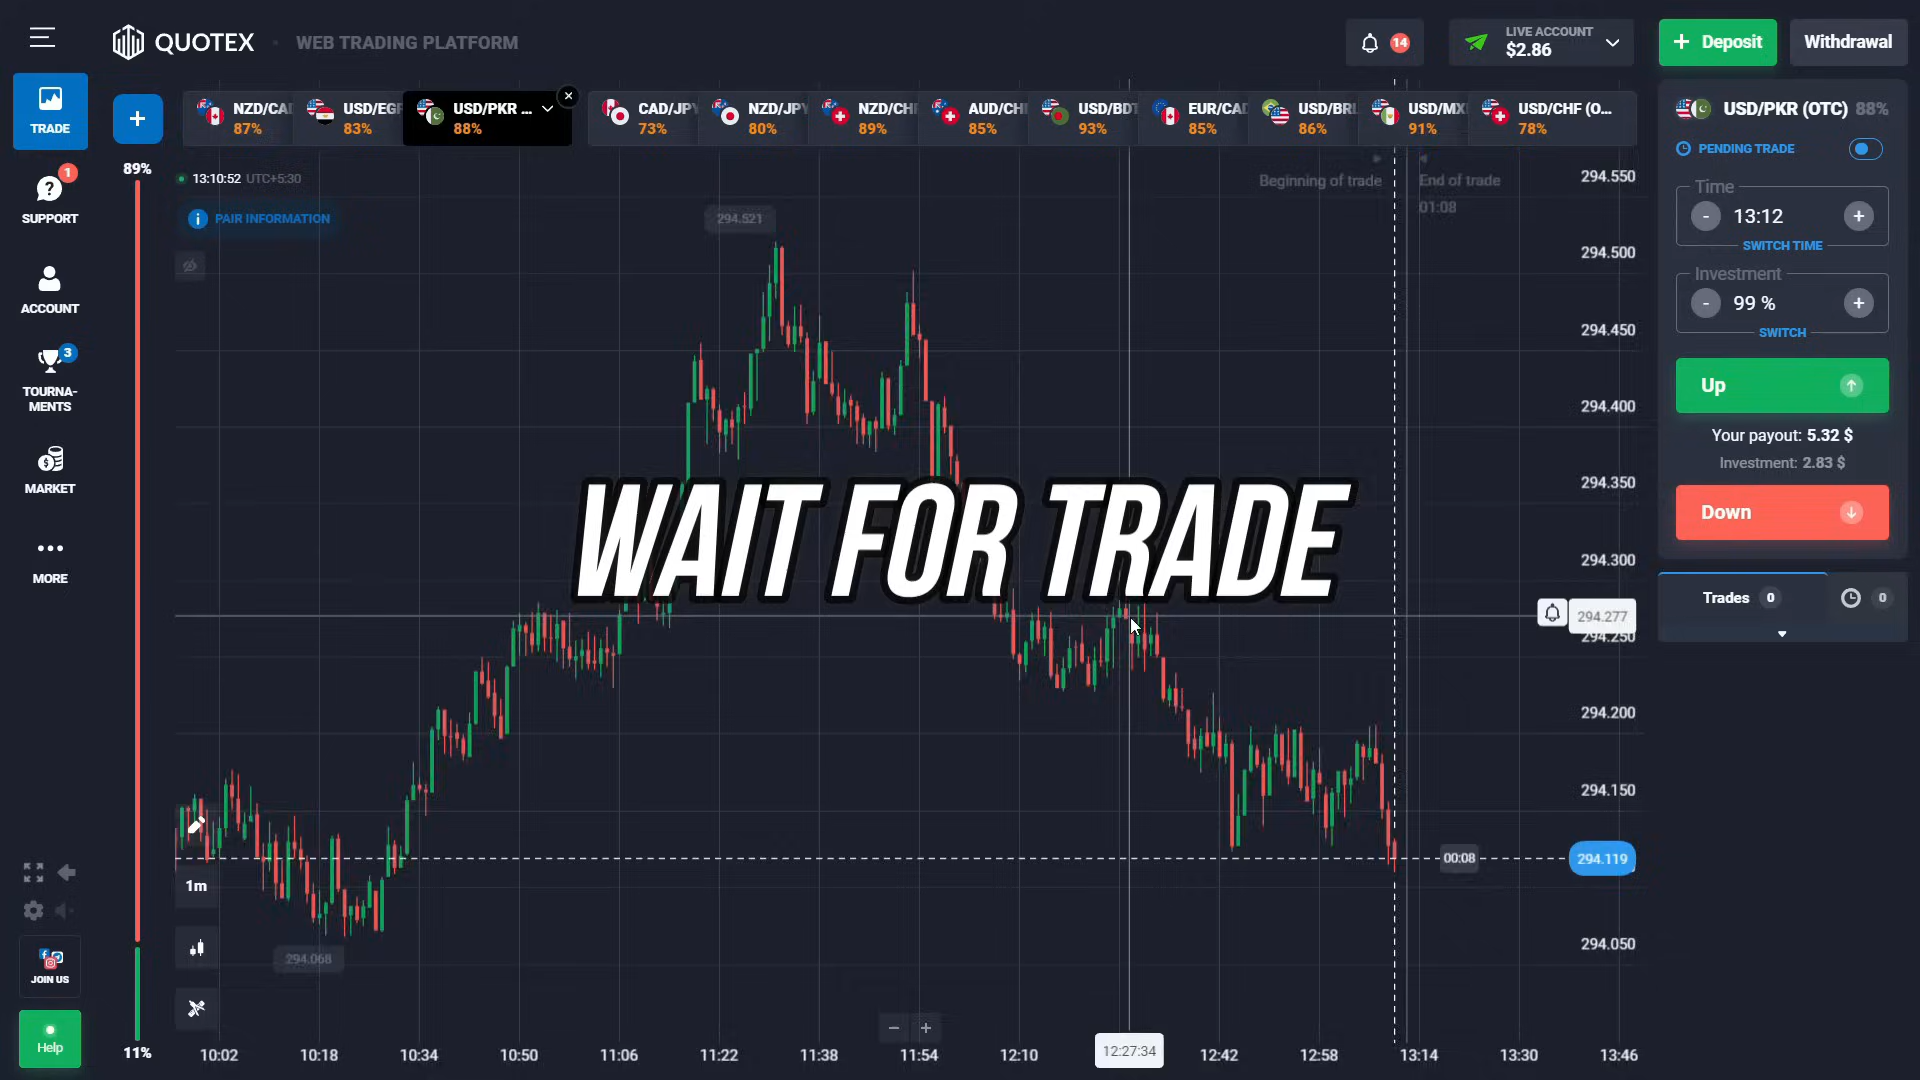 QUOTEX
WEB TRADING PLATFORM
14
LIVE ACCOUNT
$2.86
+ Deposit
Withdrawal
TRADE
+
NZD/CAD
87%
USD/EGP
83%
USD/PKR ...
88%
CAD/JPY
73%
NZD/JPY
80%
NZD/CHF
89%
AUD/CHF
85%
USD/BDT
93%
EUR/CAD
85%
USD/BRL
86%
USD/MXN
91%
USD/CHF (O...
78%
USD/PKR (OTC) 88%
PENDING TRADE
89%
13:10:52 UTC+5:30
PAIR INFORMATION
Beginning of trade
End of trade
01:08
1
SUPPORT
ACCOUNT
3
TOURNA-
MENTS
MARKET
MORE
JOIN US
Help
Time
- 13:12 +
SWITCH TIME
Investment
- 99 % +
SWITCH
Up
Your payout: 5.32 $
Investment: 2.83 $
Down
Trades 0
0
294.521
294.550
294.500
294.450
294.400
294.350
294.300
294.277
294.250
294.200
294.150
294.119
294.050
WAIT FOR TRADE
00:08
1m
294.068
− +
11%
10:02
10:18
10:34
10:50
11:06
11:22
11:38
11:54
12:10
12:27:34
12:42
12:58
13:14
13:30
13:46